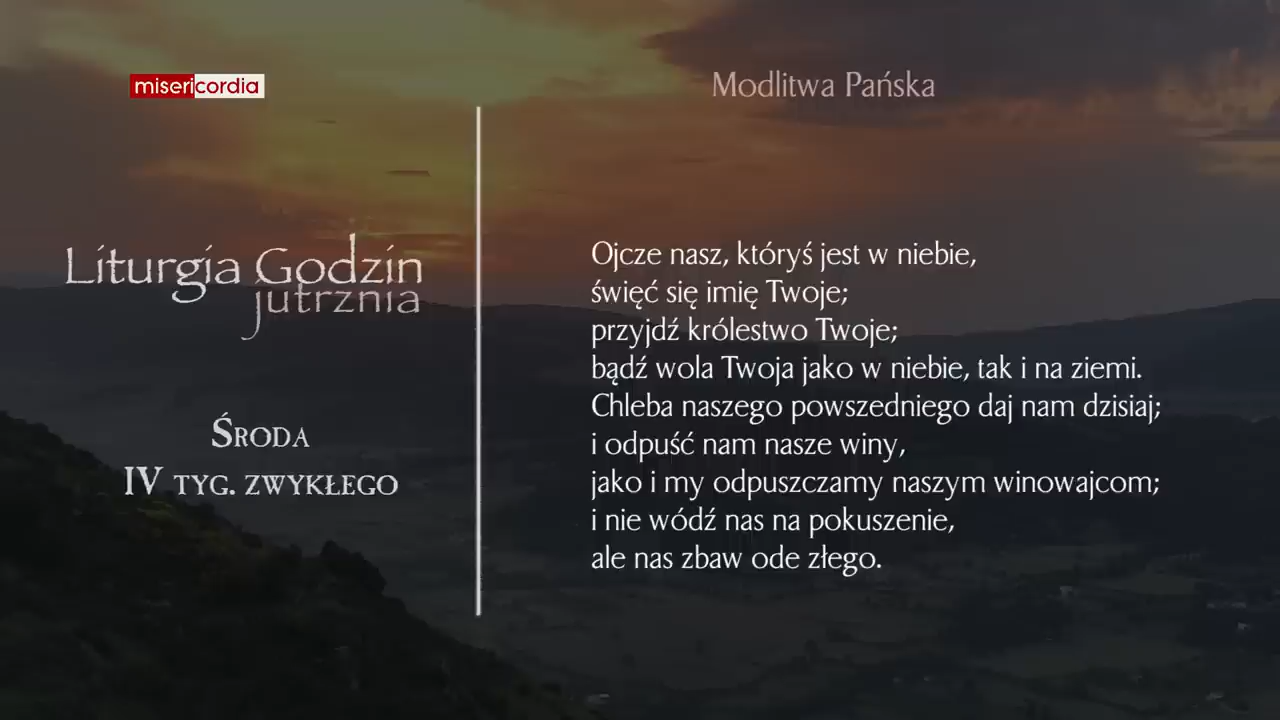 misericordia
Liturgia Godzin
jutrznia
Środa
IV tyg. zwykłego
Modlitwa Pańska
Ojcze nasz, któryś jest w niebie,
święć się imię Twoje;
przyjdź królestwo Twoje;
bądź wola Twoja jako w niebie, tak i na ziemi.
Chleba naszego powszedniego daj nam dzisiaj;
i odpuść nam nasze winy,
jako i my odpuszczamy naszym winowajcom;
i nie wódź nas na pokuszenie,
ale nas zbaw ode złego.